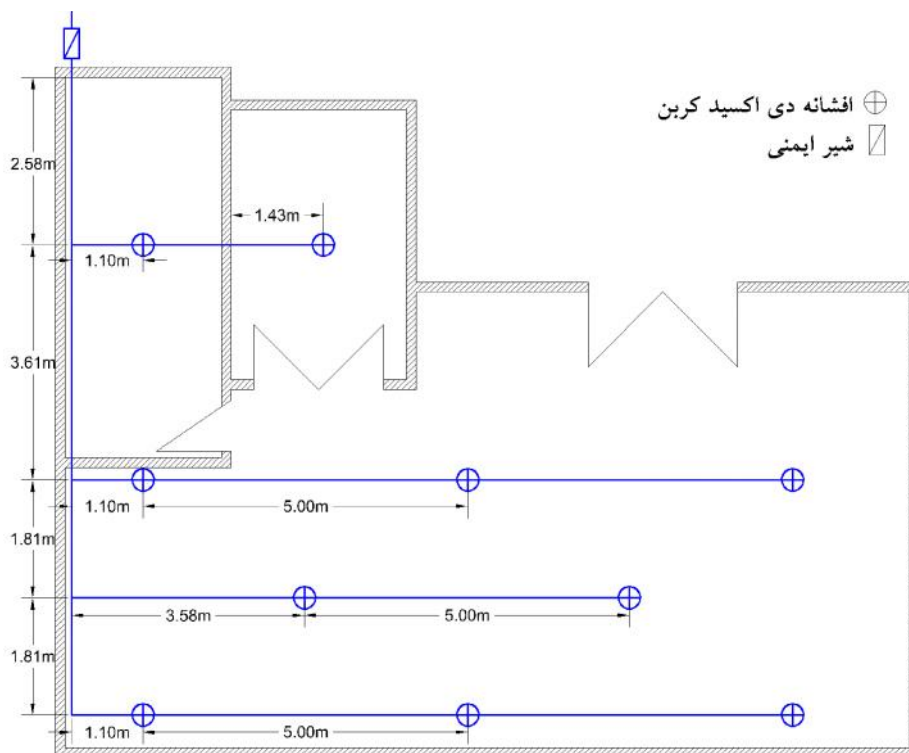 افشانه دی اکسید کربن
شیر ایمنی
2.58m
1.43m
1.10m
3.61m
1.10m
5.00m
1.81m
3.58m
5.00m
1.81m
1.10m
5.00m